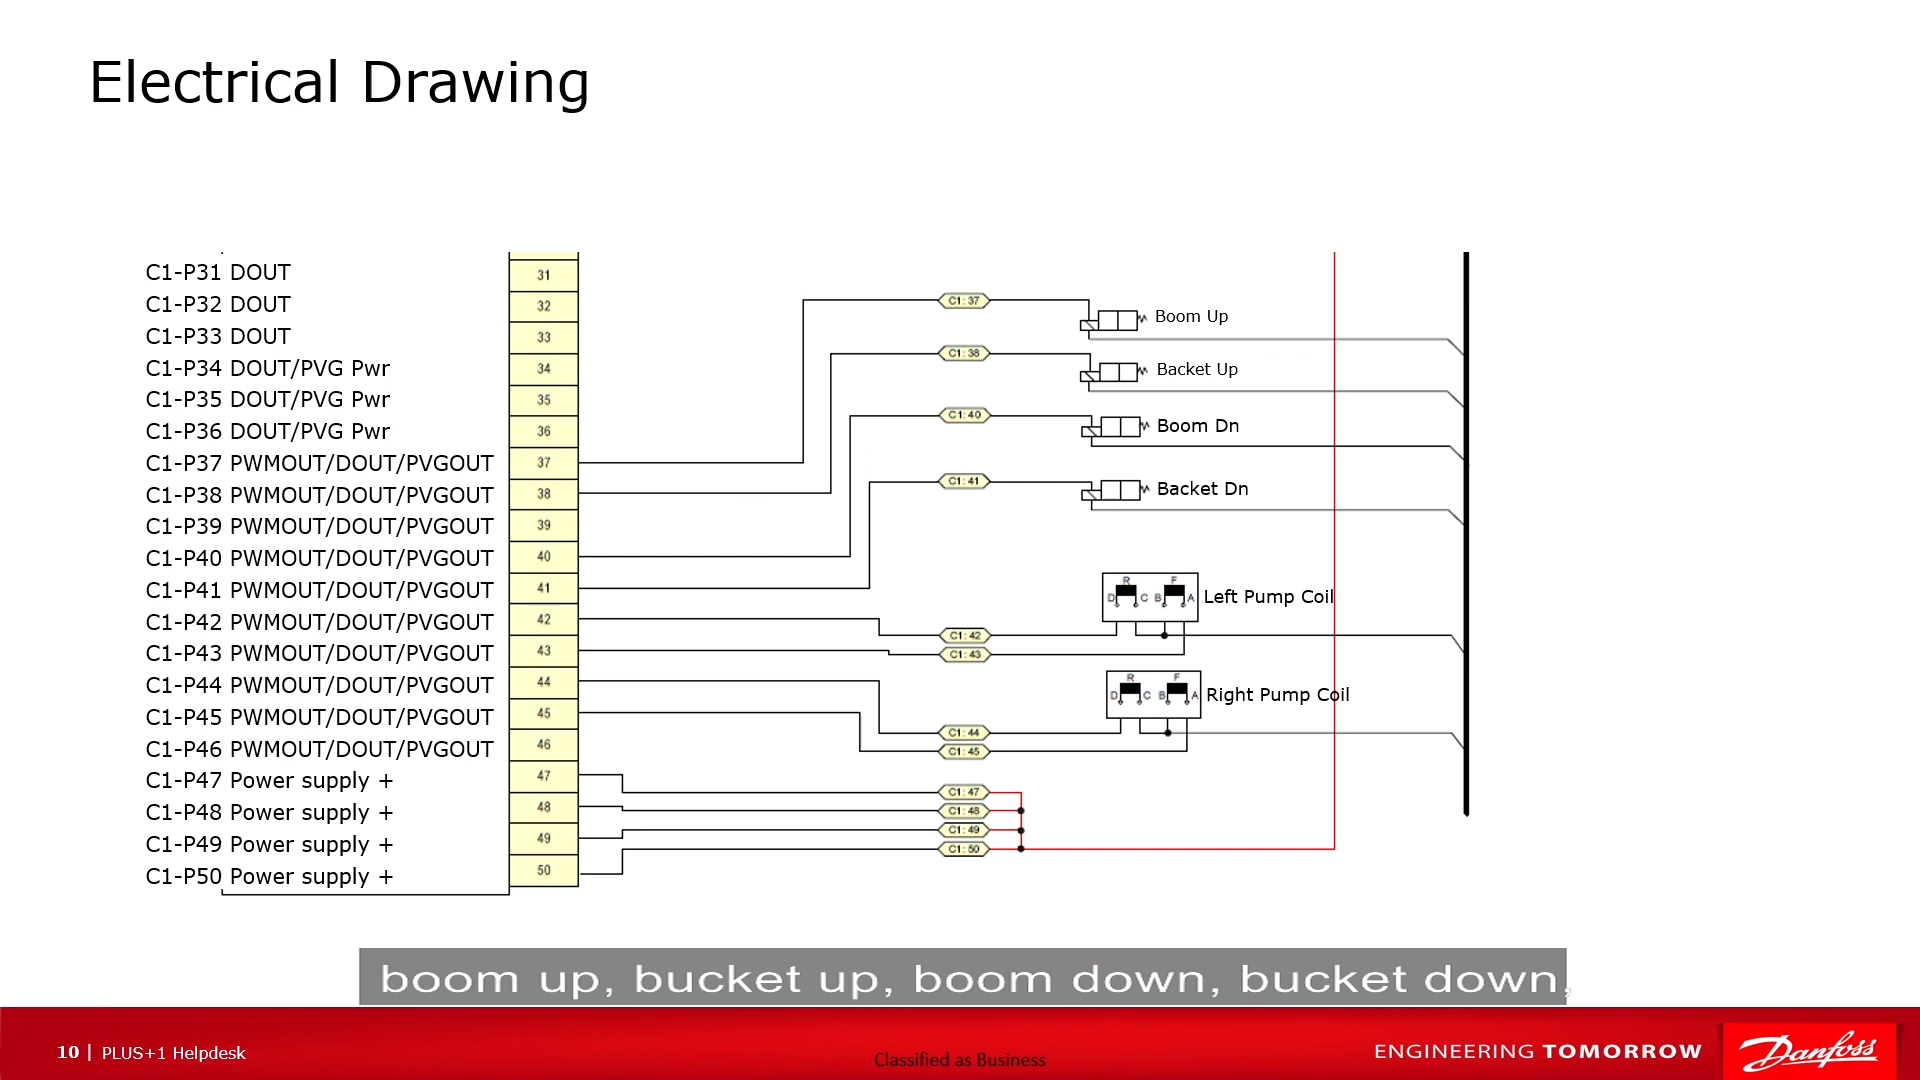 Electrical Drawing
C1-P31 DOUT
C1-P32 DOUT
C1-P33 DOUT
C1-P34 DOUT/PVG Pwr
C1-P35 DOUT/PVG Pwr
C1-P36 DOUT/PVG Pwr
C1-P37 PWMOUT/DOUT/PVGOUT
C1-P38 PWMOUT/DOUT/PVGOUT
C1-P39 PWMOUT/DOUT/PVGOUT
C1-P40 PWMOUT/DOUT/PVGOUT
C1-P41 PWMOUT/DOUT/PVGOUT
C1-P42 PWMOUT/DOUT/PVGOUT
C1-P43 PWMOUT/DOUT/PVGOUT
C1-P44 PWMOUT/DOUT/PVGOUT
C1-P45 PWMOUT/DOUT/PVGOUT
C1-P46 PWMOUT/DOUT/PVGOUT
C1-P47 Power supply +
C1-P48 Power supply +
C1-P49 Power supply +
C1-P50 Power supply +
31
32
33
34
35
36
37
38
39
40
41
42
43
44
45
46
47
48
49
50
C1:37
Boom Up
C1:38
Backet Up
C1:40
Boom Dn
C1:41
Backet Dn
R F
D C B A
Left Pump Coil
C1:42
C1:43
R F
D C B A
Right Pump Coil
C1:44
C1:45
C1:47
C1:48
C1:49
C1:50
boom up, bucket up, boom down, bucket down,
10 | PLUS+1 Helpdesk
Classified as Business
ENGINEERING TOMORROW
Danfoss